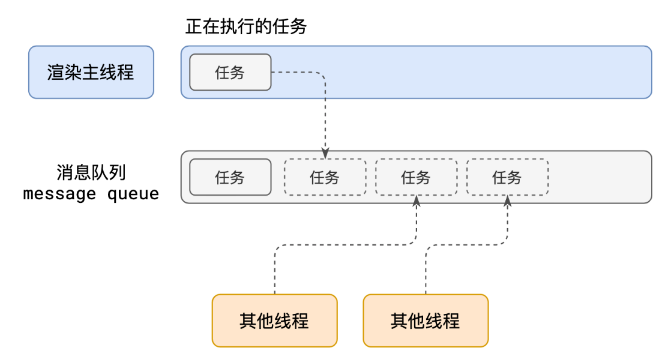 正在执行的任务
渲染主线程
任务
消息队列
message queue
任务
任务
任务
任务
其他线程
其他线程